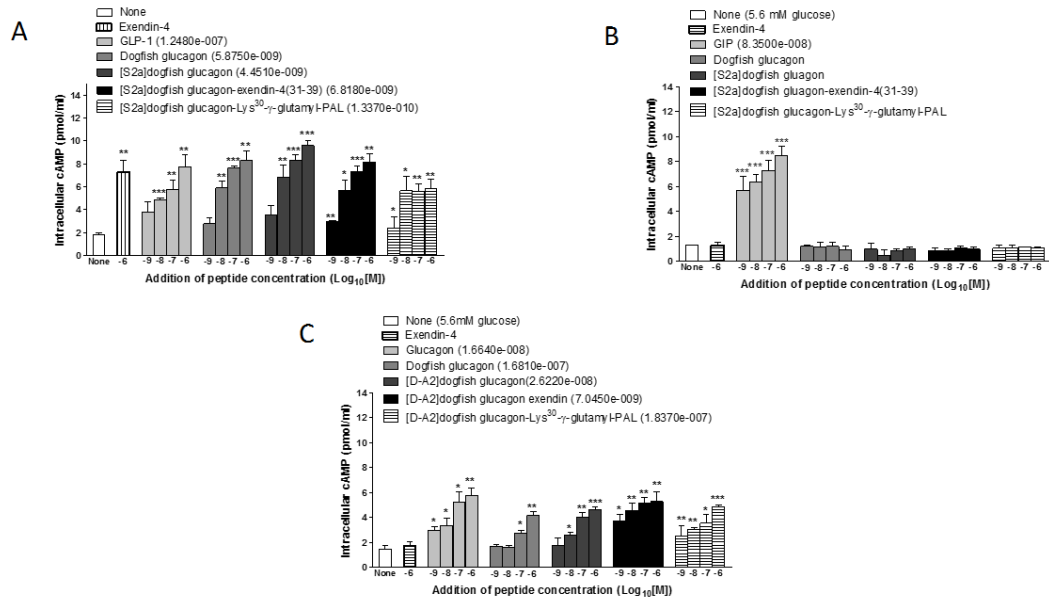 A
None
Exendin-4
GLP-1 (1.2480e-007)
Dogfish glucagon (5.8750e-009)
[S2a]dogfish glucagon (4.4510e-009)
[S2a]dogfish glucagon-exendin-4(31-39) (6.8180e-009)
[S2a]dogfish glucagon-Lys30-γ-glutamyl-PAL (1.3370e-010)
Intracellular cAMP (pmol/ml)
14
12
10
8
6
4
2
0
** *** ** ** ** *** ** ** *** *** ** * *** ** * * ** **
None -6 -9 -8 -7 -6 -9 -8 -7 -6 -9 -8 -7 -6 -9 -8 -7 -6 -9 -8 -7 -6
Addition of peptide concentration (Log10[M])
B
None (5.6 mM glucose)
Exendin-4
GIP (8.3500e-008)
Dogfish glucagon
[S2a]dogfish gluagon
[S2a]dogfish gluagon-exendin-4(31-39)
[S2a]dogfish glucagon-Lys30-γ-glutamyl-PAL
Intracellular cAMP (pmol/ml)
14
12
10
8
6
4
2
0
*** *** *** ***
None -6 -9 -8 -7 -6 -9 -8 -7 -6 -9 -8 -7 -6 -9 -8 -7 -6 -9 -8 -7 -6
Addition of peptide concentration (Log10[M])
C
None (5.6mM glucose)
Exendin-4
Glucagon (1.6640e-008)
Dogfish glucagon (1.6810e-007)
[D-A2]dogfish glucagon(2.6220e-008)
[D-A2]dogfish glucagon exendin (7.0450e-009)
[D-A2]dogfish glucagon-Lys30-γ-glutamyl-PAL (1.8370e-007)
Intracellular cAMP (pmol/ml)
14
12
10
8
6
4
2
0
* * * ** * ** * ** *** * ** ** ** ** ** * ***
None -6 -9 -8 -7 -6 -9 -8 -7 -6 -9 -8 -7 -6 -9 -8 -7 -6 -9 -8 -7 -6
Addition of peptide concentration (Log10[M])